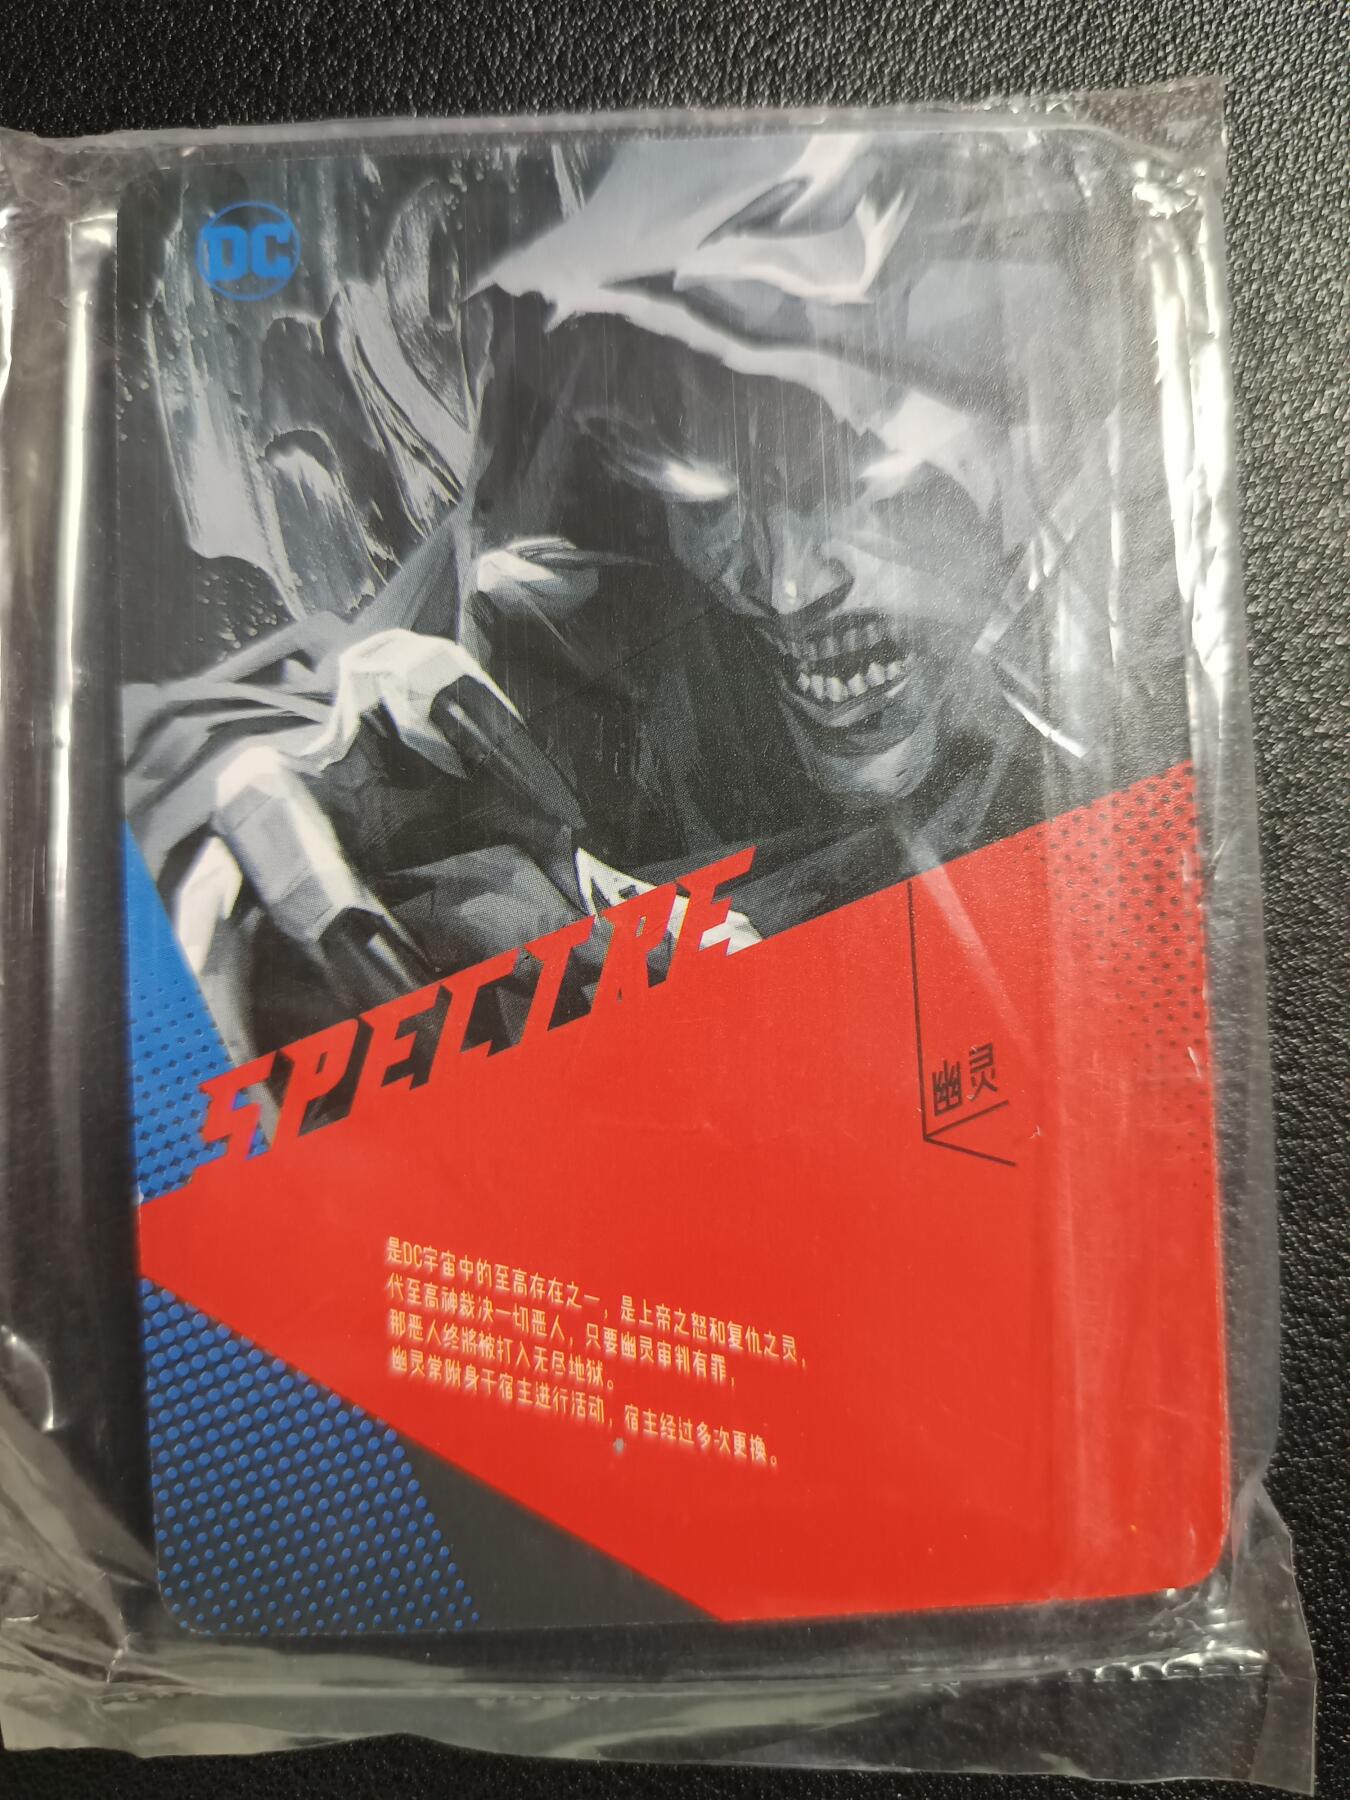 DC
SPECTRE
幽灵
是DC宇宙中的至高存在之一，是上帝之怒和复仇之灵，
代至高神裁决一切恶人，只要幽灵审判有罪，
那恶人终将被打入无尽地狱。
幽灵常附身于宿主进行活动，宿主经过多次更换。